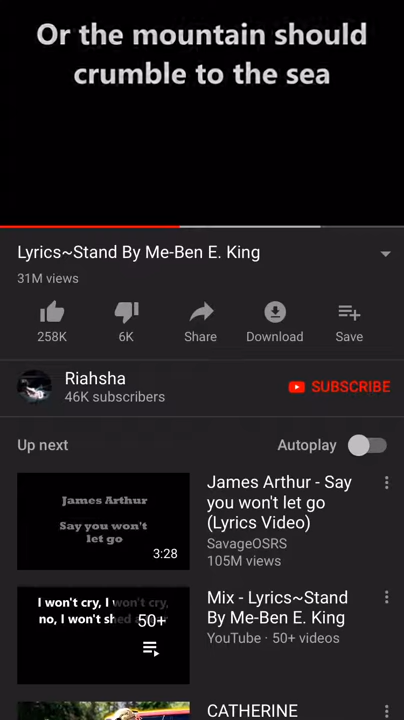 Or the mountain should
crumble to the sea
Lyrics~Stand By Me-Ben E. King
31M views
258K
6K
Share
Download
Save
Riahsha
46K subscribers
SUBSCRIBE
Up next
Autoplay
James Arthur
Say you won't
let go
3:28
James Arthur - Say
you won't let go
(Lyrics Video)
SavageOSRS
105M views
I won't cry, I won't cry,
no, I won't shed a
50+
Mix - Lyrics~Stand
By Me-Ben E. King
YouTube · 50+ videos
CATHERINE